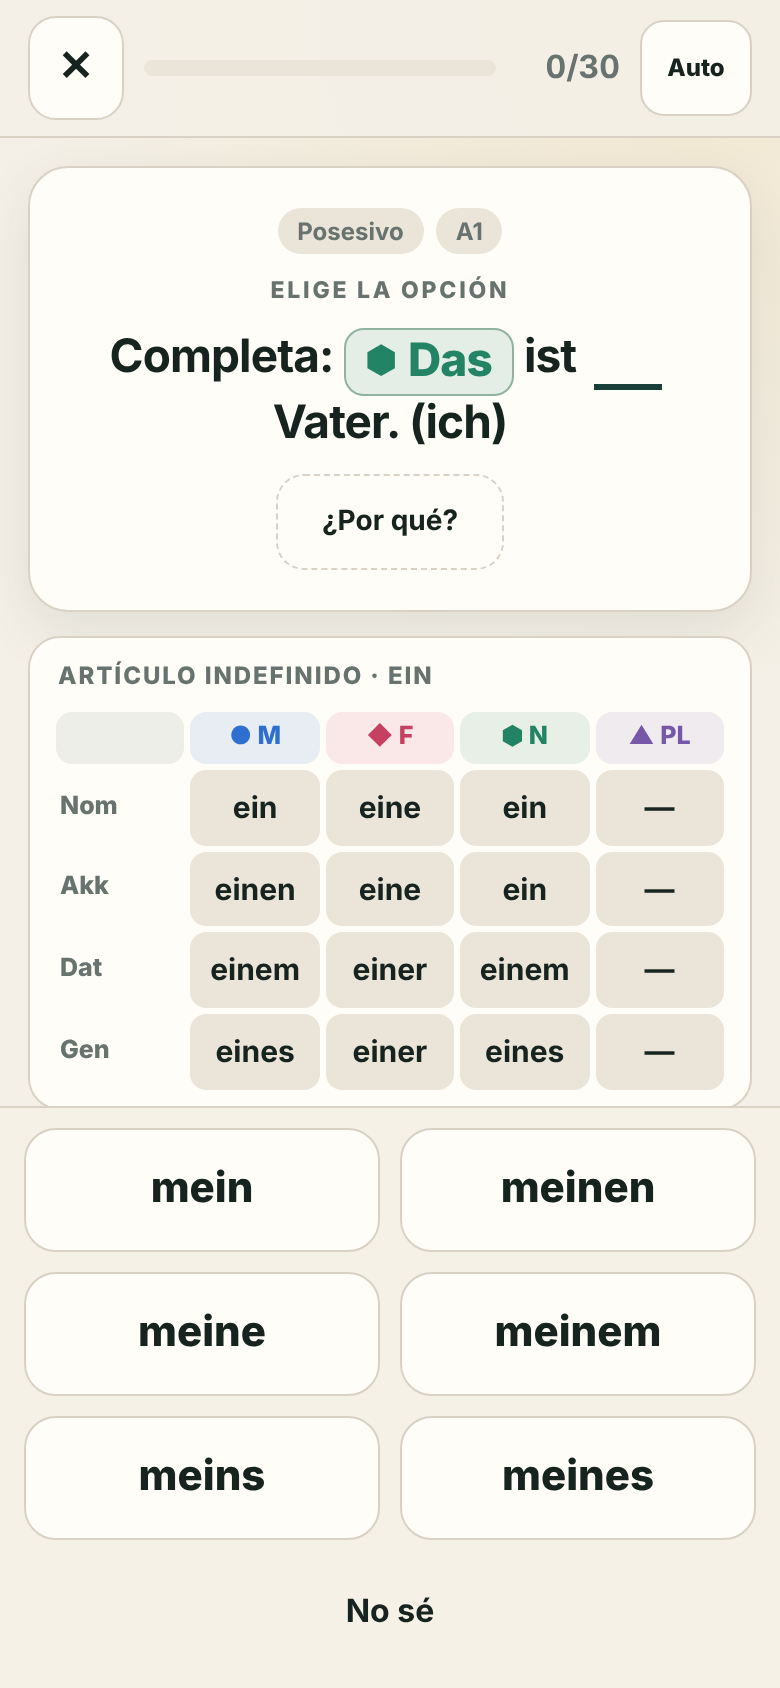 ✕ 0/30 Auto
Posesivo A1
ELIGE LA OPCIÓN
Completa: Das ist ___
Vater. (ich)
¿Por qué?
ARTÍCULO INDEFINIDO · EIN
M F N PL
Nom ein eine ein —
Akk einen eine ein —
Dat einem einer einem —
Gen eines einer eines —
mein meinen
meine meinem
meins meines
No sé